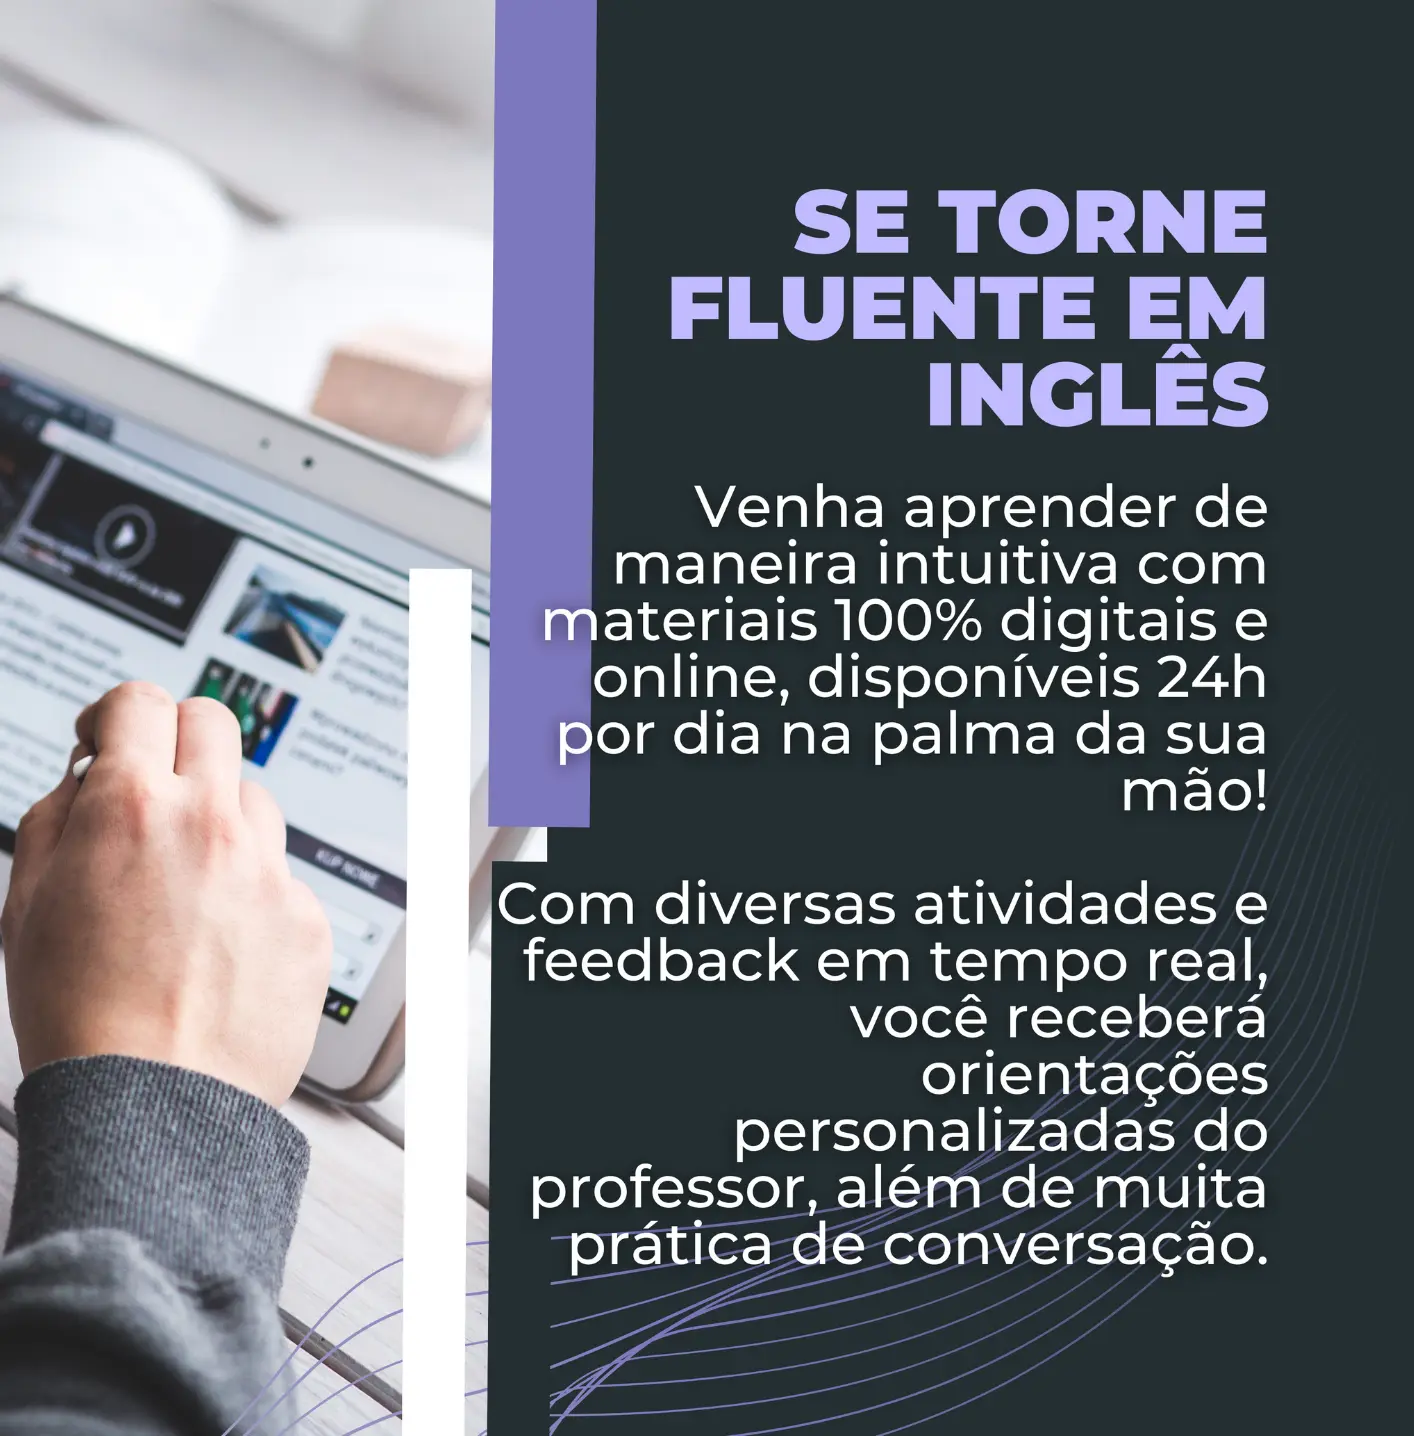 SE TORNE
FLUENTE EM
INGLÊS
Venha aprender de
maneira intuitiva com
materiais 100% digitais e
online, disponíveis 24h
por dia na palma da sua
mão!
Com diversas atividades e
feedback em tempo real,
você receberá
orientações
personalizadas do
professor, além de muita
prática de conversação.